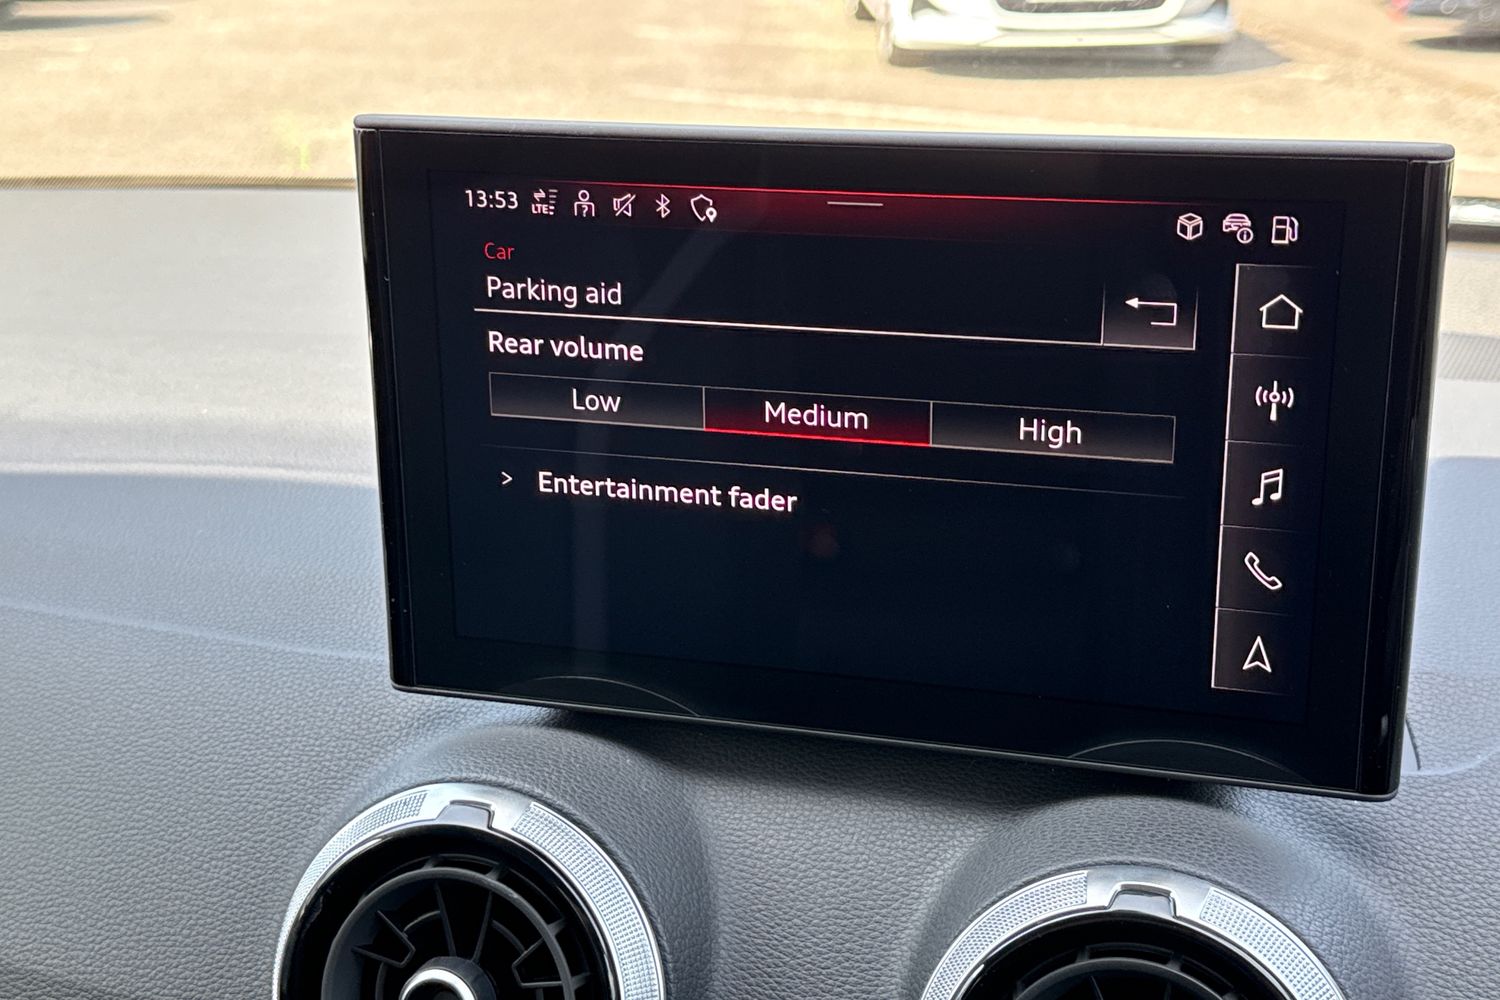 13:53 LTE
Car
Parking aid
Rear volume
Low Medium High
> Entertainment fader